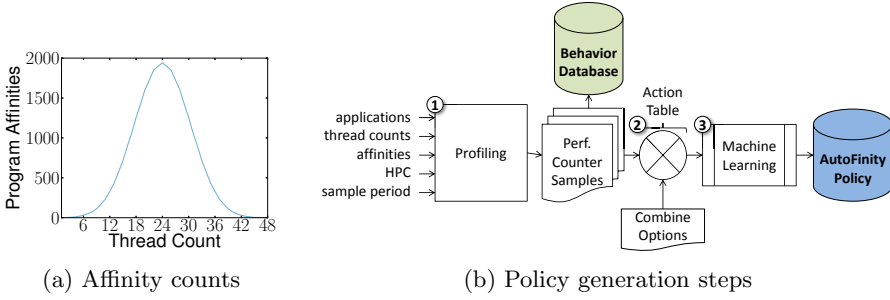 Program Affinities
2000
1500
1000
500
0
6 12 18 24 30 36 42 48
Thread Count
(a) Affinity counts
applications
thread counts
affinities
HPC
sample period
1
Profiling
Behavior
Database
Perf.
Counter
Samples
2
Action
Table
Combine
Options
3
Machine
Learning
AutoFinity
Policy
(b) Policy generation steps